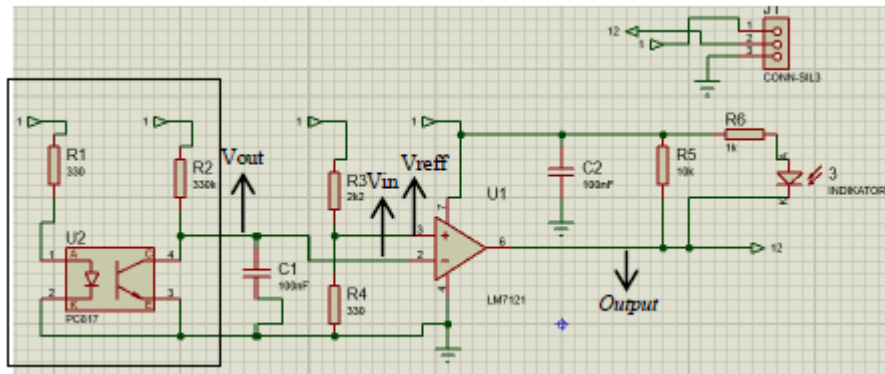 J1
12
1
1
2
3
CONN-SIL3
1
1
1
1
R1
330
R2
330k
Vout
R3
2k2
Vin
Vreff
U1
7
3
2
6
4
LM7121
C2
100nF
R5
10k
R6
1k
A
K
3
INDIKATOR
12
Output
U2
1
A
C
4
2
K
E
3
PC817
C1
100nF
R4
330